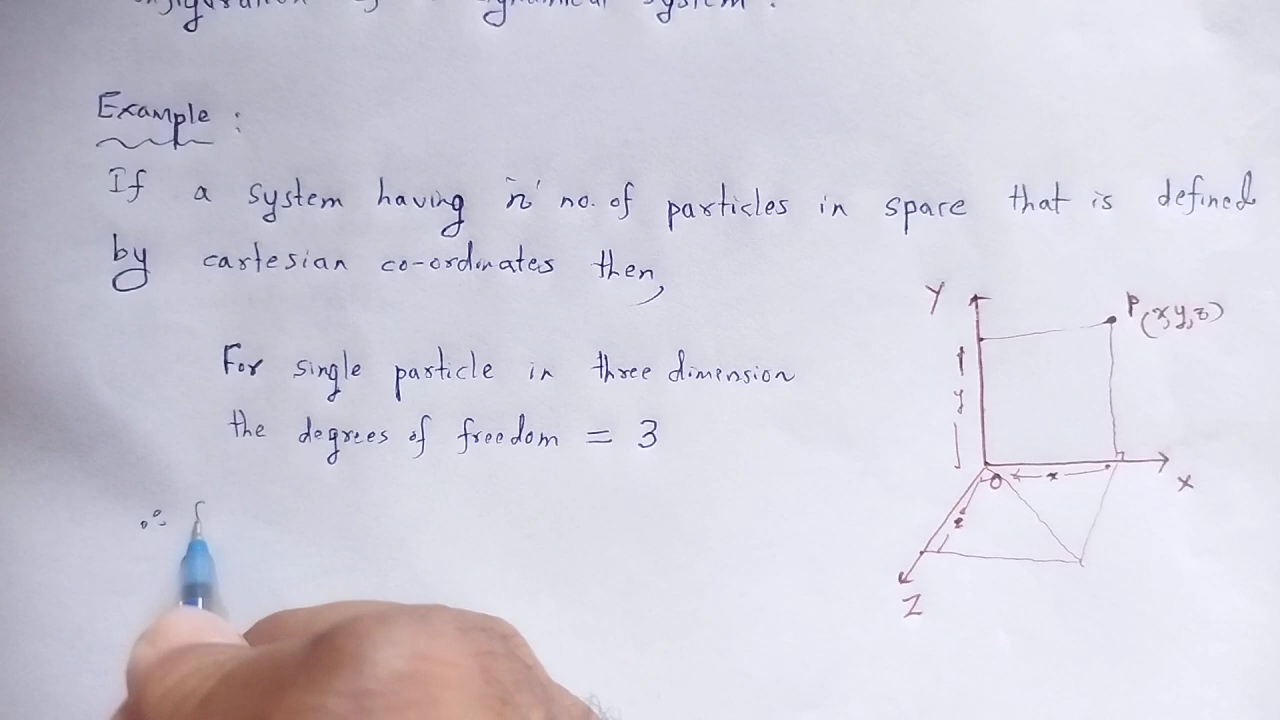 system.
Example :
If a system having 'n' no. of particles in space that is defined
by cartesian co-ordinates then,
For single particle in three dimension
the degrees of freedom = 3
∴
Y
P(x,y,z)
y
O
x
X
z
Z